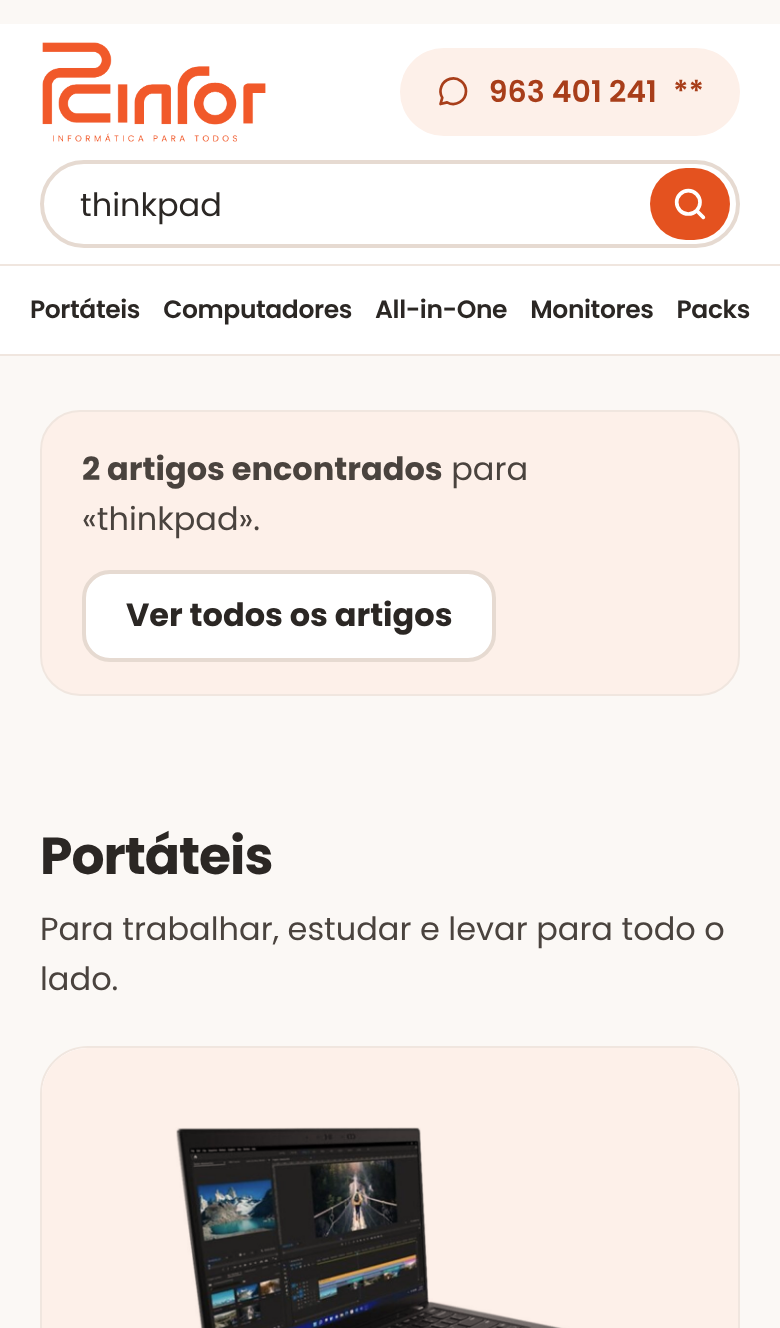 PCinfor
INFORMÁTICA PARA TODOS
963 401 241 **
thinkpad
Portáteis Computadores All-in-One Monitores Packs
2 artigos encontrados para
«thinkpad».
Ver todos os artigos
Portáteis
Para trabalhar, estudar e levar para todo o
lado.